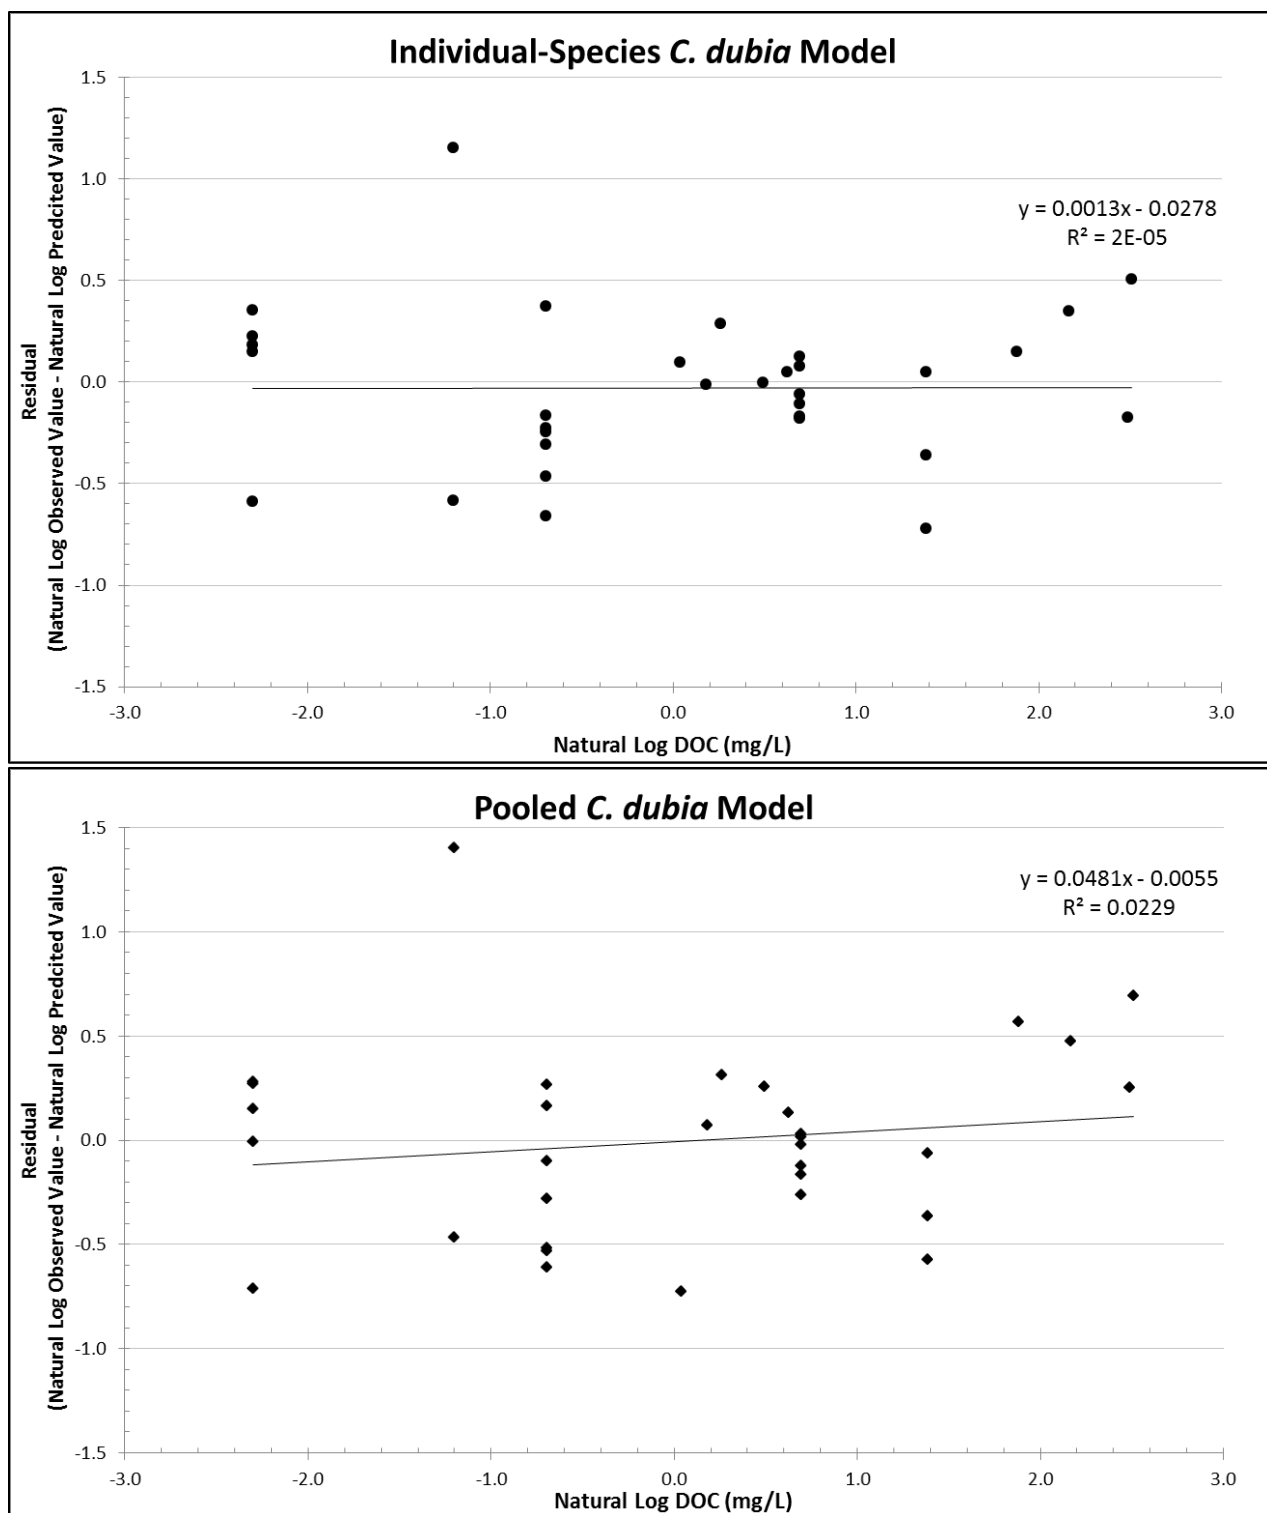 Individual-Species C. dubia Model
1.5
1.0
0.5
0.0
-0.5
-1.0
-1.5
Residual
(Natural Log Observed Value - Natural Log Predcited Value)
y = 0.0013x - 0.0278
R² = 2E-05
-3.0 -2.0 -1.0 0.0 1.0 2.0 3.0
Natural Log DOC (mg/L)
Pooled C. dubia Model
1.5
1.0
0.5
0.0
-0.5
-1.0
-1.5
Residual
(Natural Log Observed Value - Natural Log Predcited Value)
y = 0.0481x - 0.0055
R² = 0.0229
-3.0 -2.0 -1.0 0.0 1.0 2.0 3.0
Natural Log DOC (mg/L)